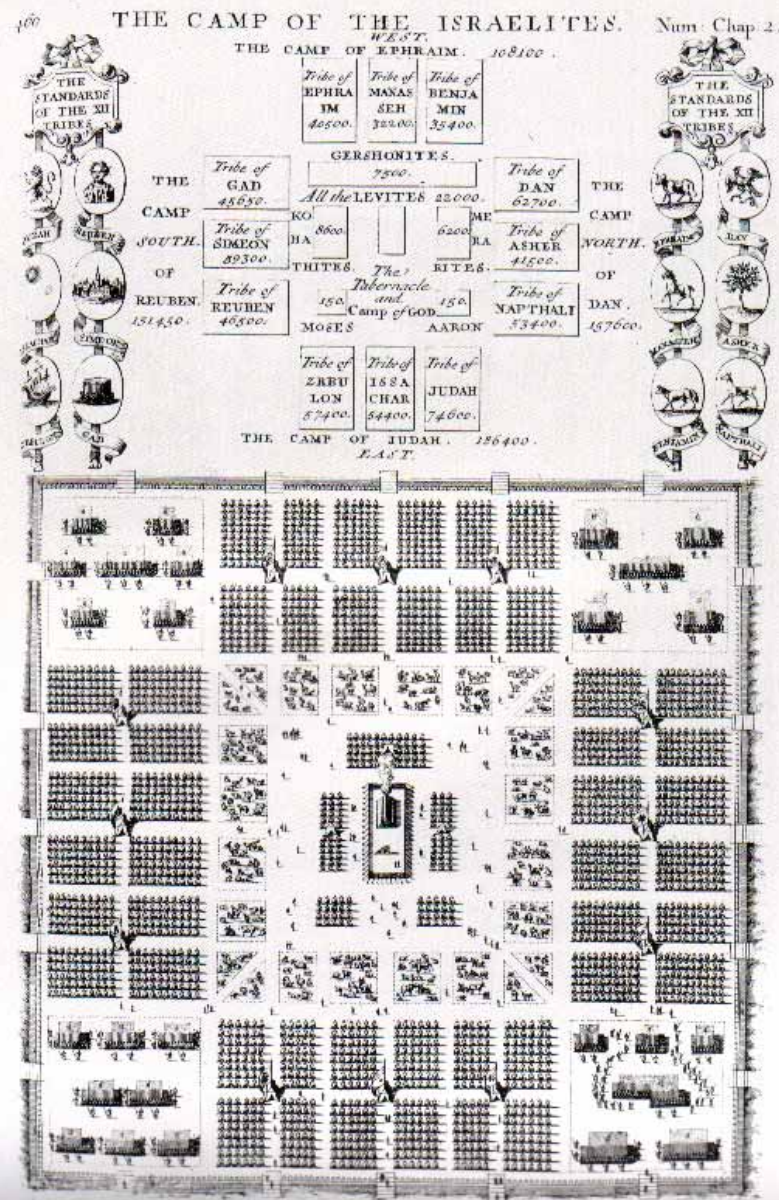 460
THE CAMP OF THE ISRAELITES.
Num: Chap. 2.
WEST.
THE CAMP OF EPHRAIM. 108100.
THE
STANDARDS
OF THE XII
TRIBES
Tribe of
EPHRA
IM
40500.
Tribe of
MANAS
SEH
32200.
Tribe of
BENJA
MIN
35400.
THE
STANDARDS
OF THE XII
TRIBES
GERSHONITES.
7500.
All the LEVITES 22000.
THE
CAMP
SOUTH.
OF
REUBEN.
151450.
Tribe of
GAD
45650.
Tribe of
SIMEON
59300.
Tribe of
REUBEN
46500.
KO
HA
THITES.
8600.
ME
RA
RITES.
6200
The
Tabernacle
and
Camp of GOD
150.
MOSES
150.
AARON
Tribe of
DAN
62700.
Tribe of
ASHER
41500.
Tribe of
NAPTHALI
53400.
THE
CAMP
NORTH.
OF
DAN.
157600.
REUBEN
SIMEON
GAD
EPHRAIM
DAN
MANASSEH
ASHER
BENJAMIN
NAPTHALI
Tribe of
ZEBU
LON
57400.
Tribe of
ISSA
CHAR
54400.
Tribe of
JUDAH
74600.
THE CAMP OF JUDAH. 186400.
EAST.